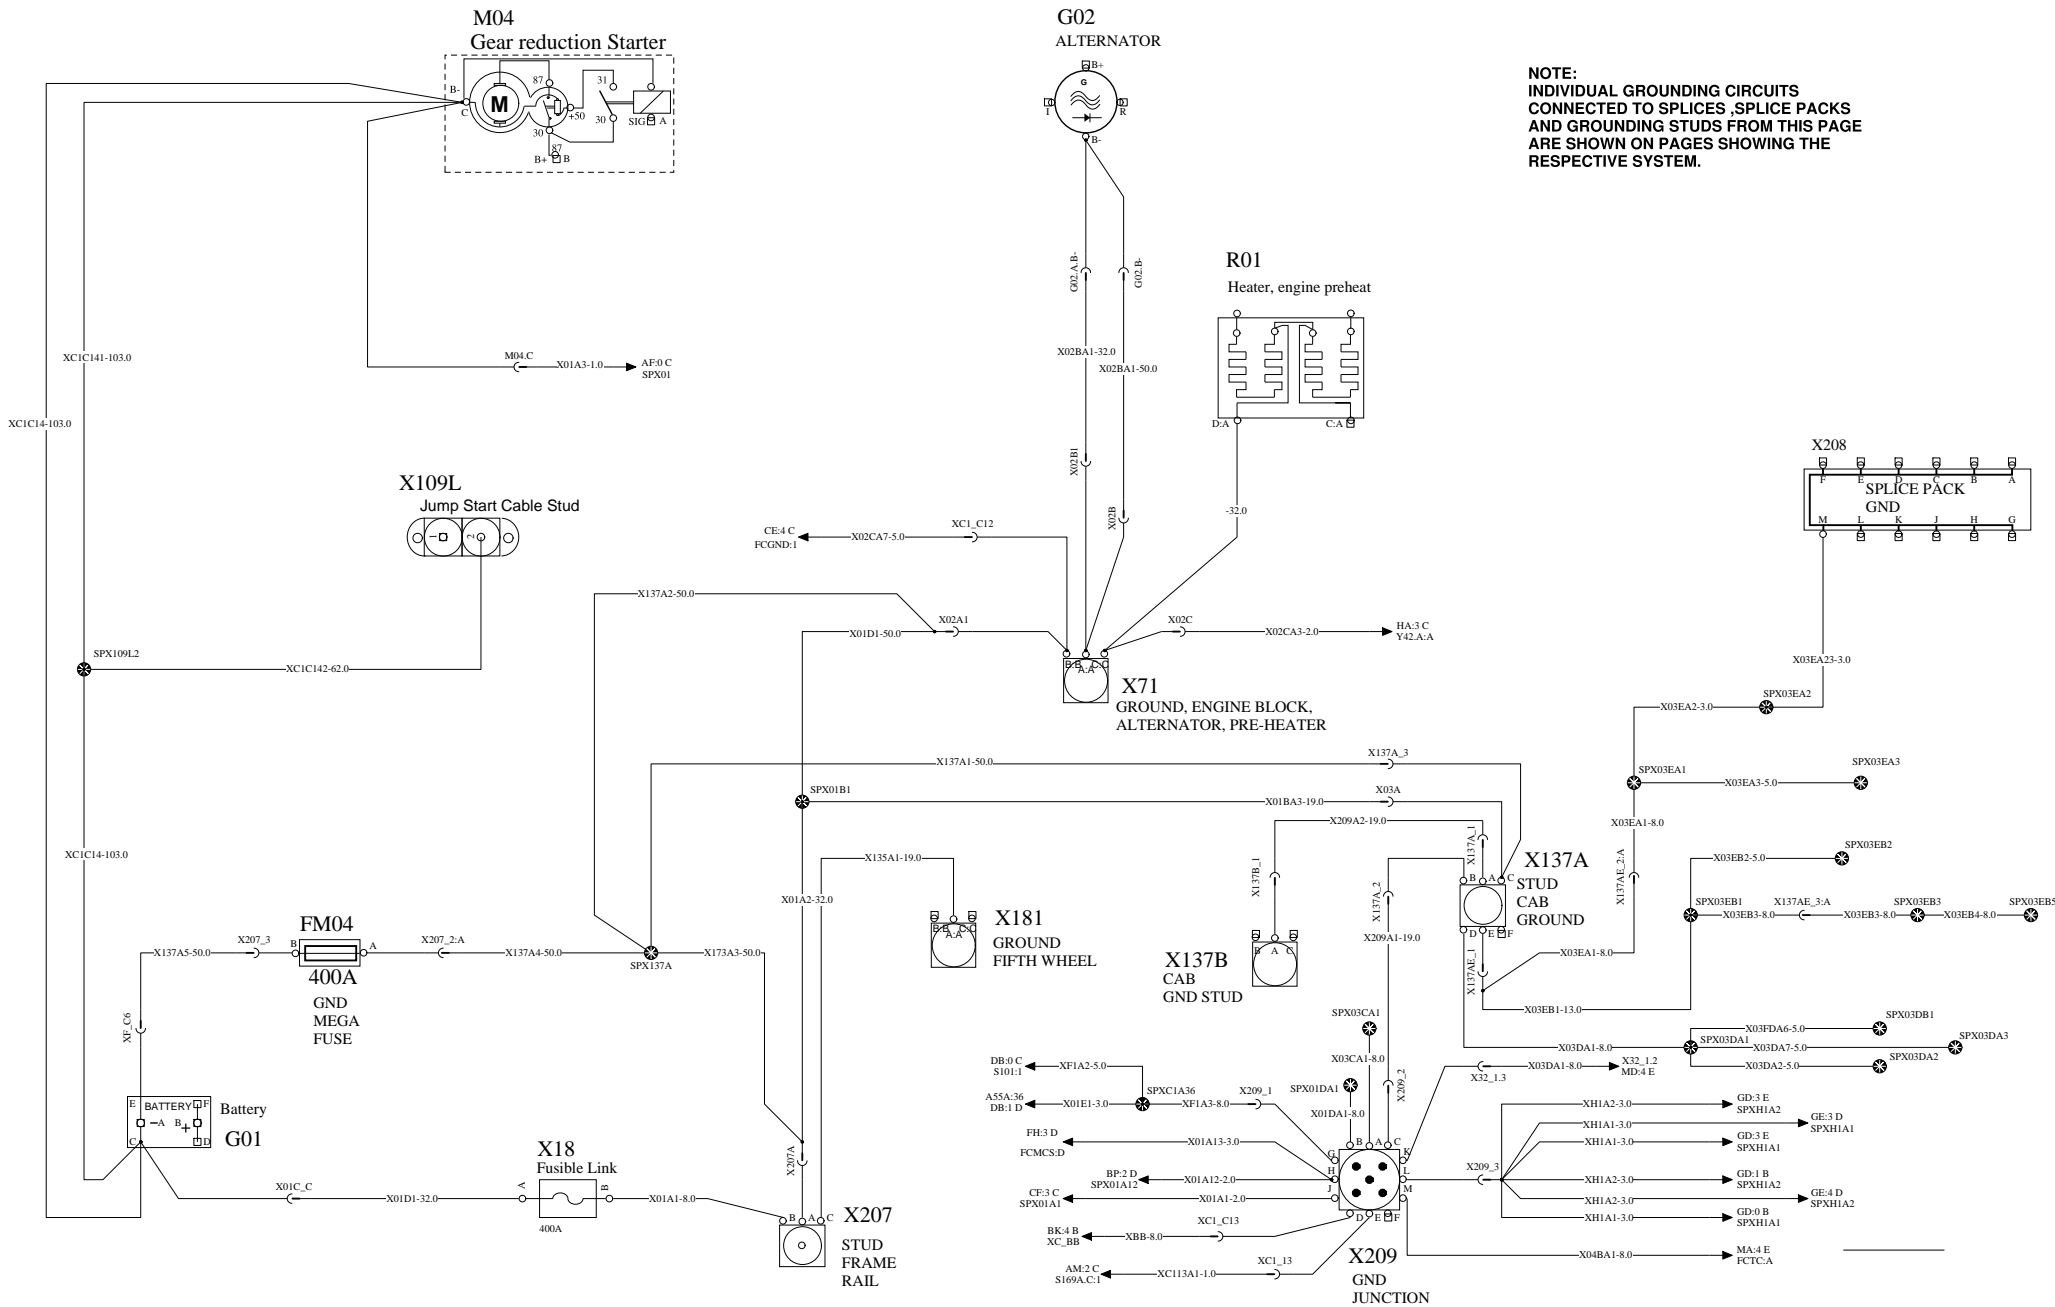 M04
Gear reduction Starter
B-
C
M
87
31
+50
30
30
SIG
A
87
B+
B
G02
ALTERNATOR
B+
G
I
R
B-
NOTE:
INDIVIDUAL GROUNDING CIRCUITS
CONNECTED TO SPLICES ,SPLICE PACKS
AND GROUNDING STUDS FROM THIS PAGE
ARE SHOWN ON PAGES SHOWING THE
RESPECTIVE SYSTEM.
G02.A.B-
G02.B-
R01
Heater, engine preheat
D:A
C:A
XC1C141-103.0
XC1C14-103.0
M04.C
X01A3-1.0
AF:0 C
SPX01
X02BA1-32.0
X02BA1-50.0
X02B1
X02B
-32.0
X109L
Jump Start Cable Stud
1
2
CE:4 C
FCGND:1
X02CA7-5.0
XC1_C12
X208
F
E
D
C
B
A
SPLICE PACK
GND
M
L
K
J
H
G
X137A2-50.0
X01D1-50.0
X02A1
X02C
X02CA3-2.0
HA:3 C
Y42.A:A
SPX109L2
XC1C142-62.0
B:B
A:A
C:C
X71
GROUND, ENGINE BLOCK,
ALTERNATOR, PRE-HEATER
X03EA23-3.0
X03EA2-3.0
SPX03EA2
X137A1-50.0
X137A_3
SPX03EA1
X03EA3-5.0
SPX03EA3
SPX01B1
X01BA3-19.0
X03A
X209A2-19.0
X03EA1-8.0
XC1C14-103.0
X135A1-19.0
X137B_1
X137A_1
X137A_2
X137A
STUD
CAB
GROUND
B
A
C
D
E
F
X137AE_2:A
X03EB2-5.0
SPX03EB2
SPX03EB1
X03EB3-8.0
X137AE_3:A
X03EB3-8.0
SPX03EB3
X03EB4-8.0
SPX03EB5
X01A2-32.0
FM04
B
A
400A
GND
MEGA
FUSE
X137A5-50.0
X207_3
X207_2:A
X137A4-50.0
SPX137A
X173A3-50.0
B:B
A:A
C:C
X181
GROUND
FIFTH WHEEL
X209A1-19.0
B
A
C
X137B
CAB
GND STUD
X137AE_1
X03EA1-8.0
X03EB1-13.0
XF_C6
SPX03CA1
X03CA1-8.0
X03DA1-8.0
SPX03DA1
X03FDA6-5.0
SPX03DB1
X03DA7-5.0
SPX03DA3
X03DA2-5.0
SPX03DA2
DB:0 C
S101:1
XF1A2-5.0
A55A:36
DB:1 D
X01E1-3.0
SPXC1A36
XF1A3-8.0
X209_1
SPX01DA1
X01DA1-8.0
X209_2
X32_1.3
X03DA1-8.0
X32_1.2
MD:4 E
E
BATTERY
F
A
B
+
C
D
Battery
G01
FH:3 D
FCMCS:D
X01A13-3.0
BP:2 D
SPX01A12
X01A12-2.0
CF:3 C
SPX01A1
X01A1-2.0
BK:4 B
XC_BB
XBB-8.0
XC1_C13
AM:2 C
S169A.C:1
XC113A1-1.0
XC1_13
B
A
C
G
K
H
L
J
M
D
E
F
X209
GND
JUNCTION
X209_3
XH1A2-3.0
GD:3 E
SPXH1A2
XH1A1-3.0
GE:3 D
SPXH1A1
XH1A1-3.0
GD:3 E
SPXH1A1
XH1A2-3.0
GD:1 B
SPXH1A2
XH1A2-3.0
GE:4 D
SPXH1A2
XH1A1-3.0
GD:0 B
SPXH1A1
X04BA1-8.0
MA:4 E
FCTC:A
X01C_C
X01D1-32.0
X18
Fusible Link
A
B
400A
X01A1-8.0
X207A
B
A
C
X207
STUD
FRAME
RAIL